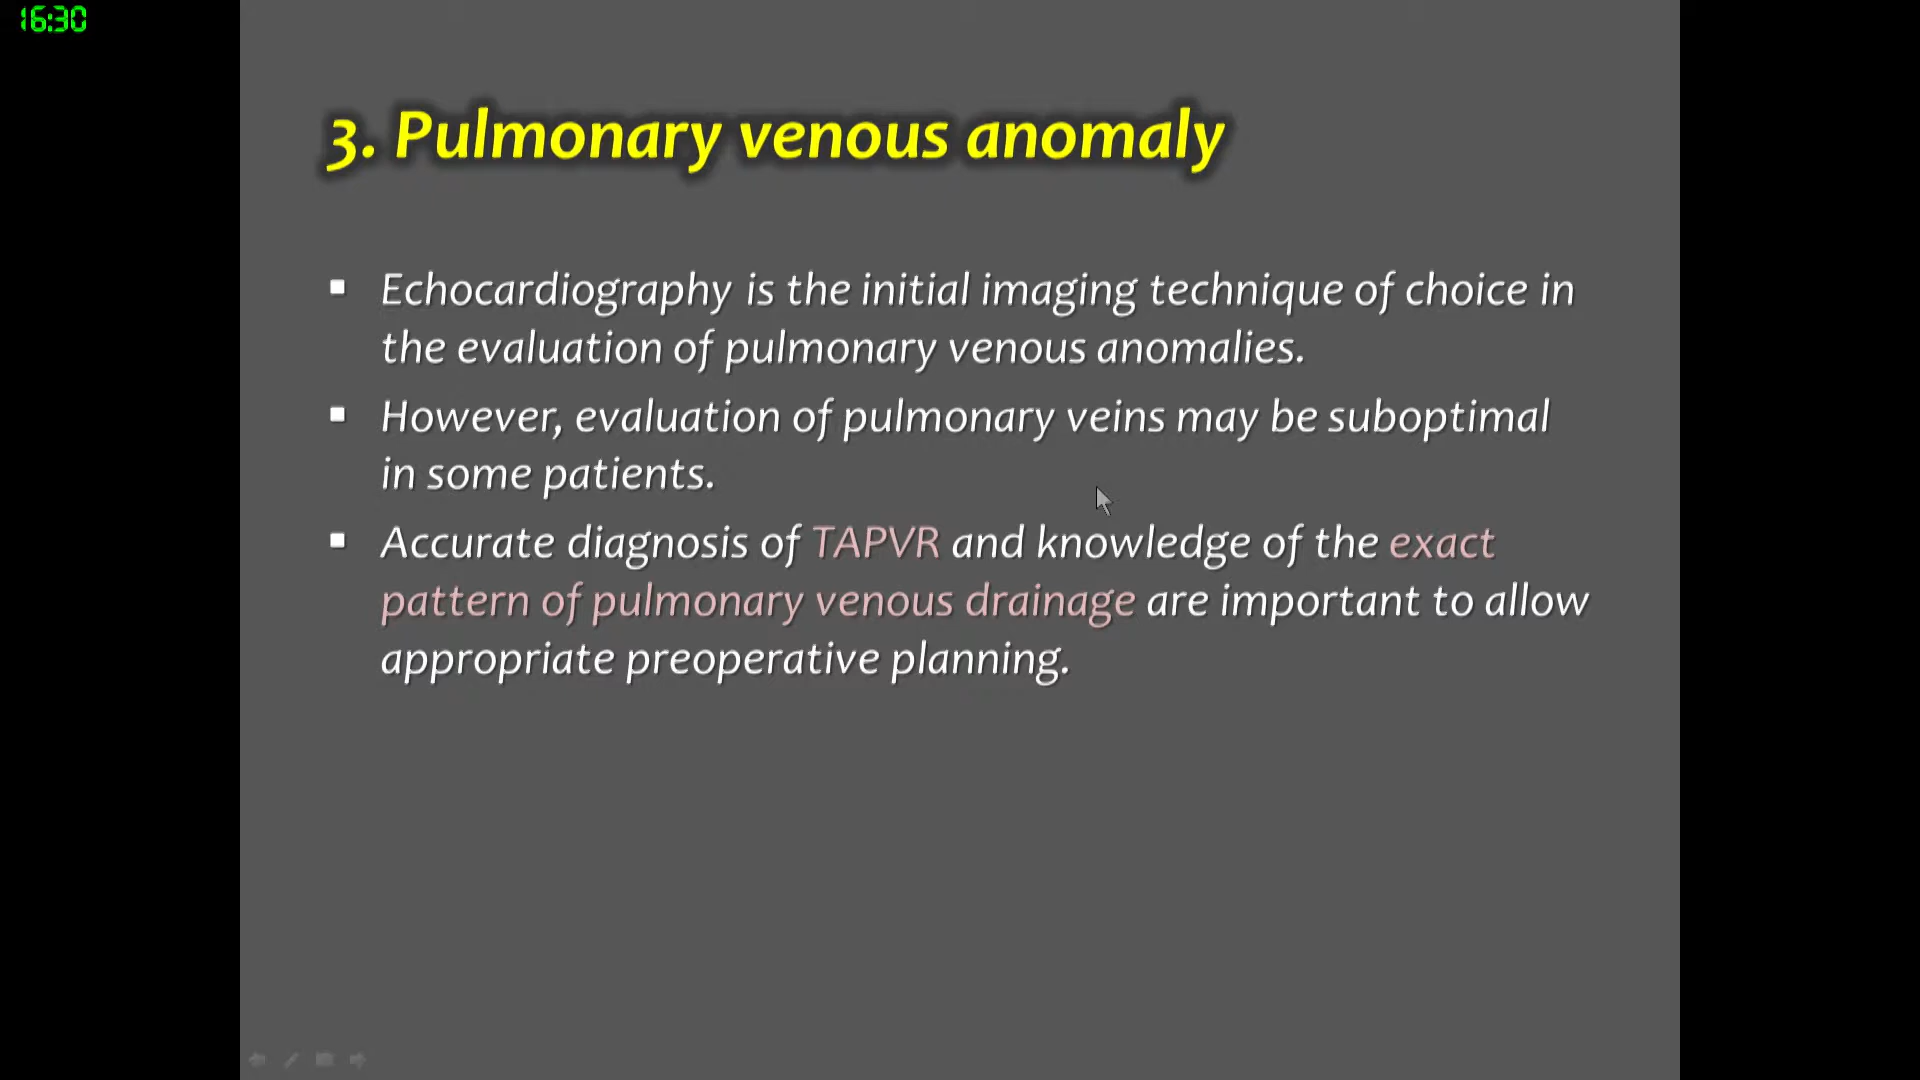 16:30
3. Pulmonary venous anomaly
▪ Echocardiography is the initial imaging technique of choice in
the evaluation of pulmonary venous anomalies.
▪ However, evaluation of pulmonary veins may be suboptimal
in some patients.
▪ Accurate diagnosis of TAPVR and knowledge of the exact
pattern of pulmonary venous drainage are important to allow
appropriate preoperative planning.